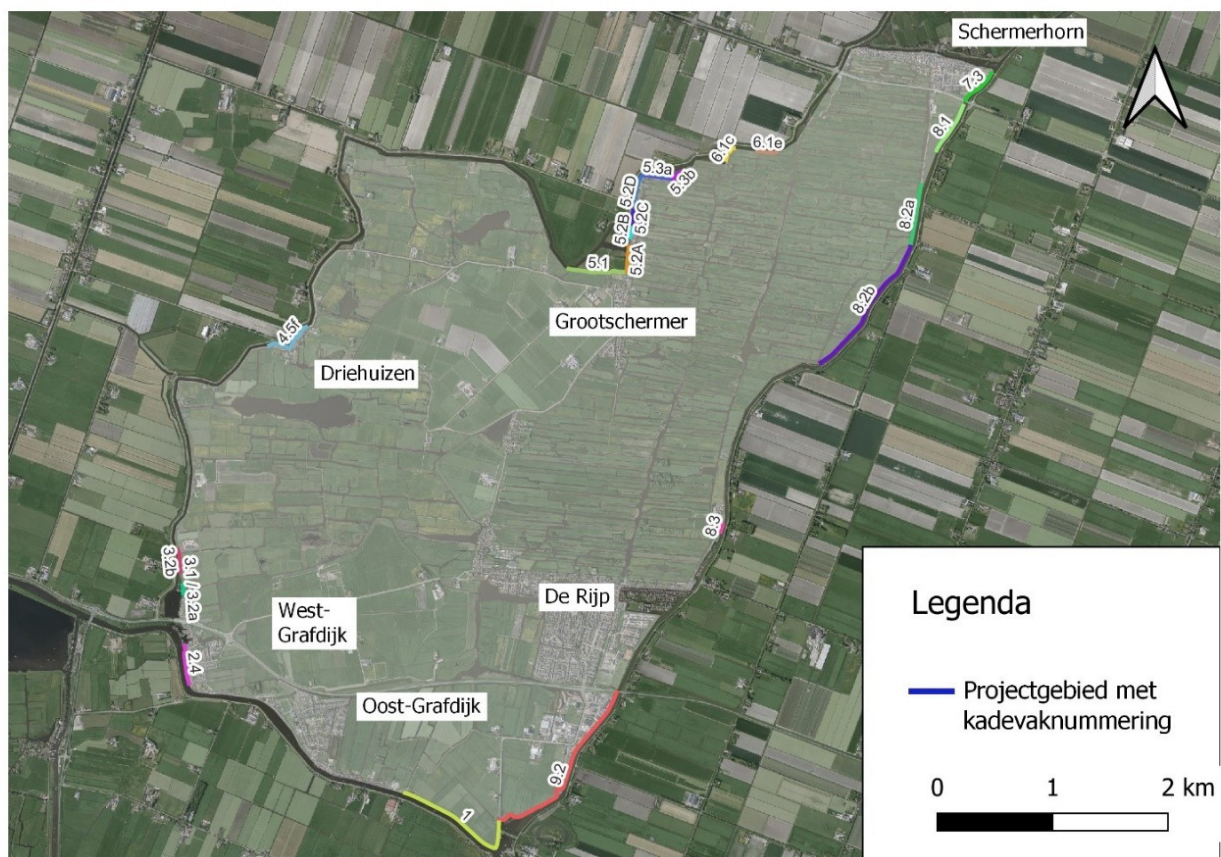 Schermerhorn
7.3
8.1
6.1c
6.1e
5.3a
5.3b
5.2D
5.2B
5.2C
5.2A
5.1
8.2a
8.2b
4.5f
Grootschermer
Driehuizen
8.3
3.2b
3.1 / 3.2a
De Rijp
West-
Grafdijk
2.4
Oost-Grafdijk
9.2
1
Legenda
Projectgebied met
kadevaknummering
0 1 2 km